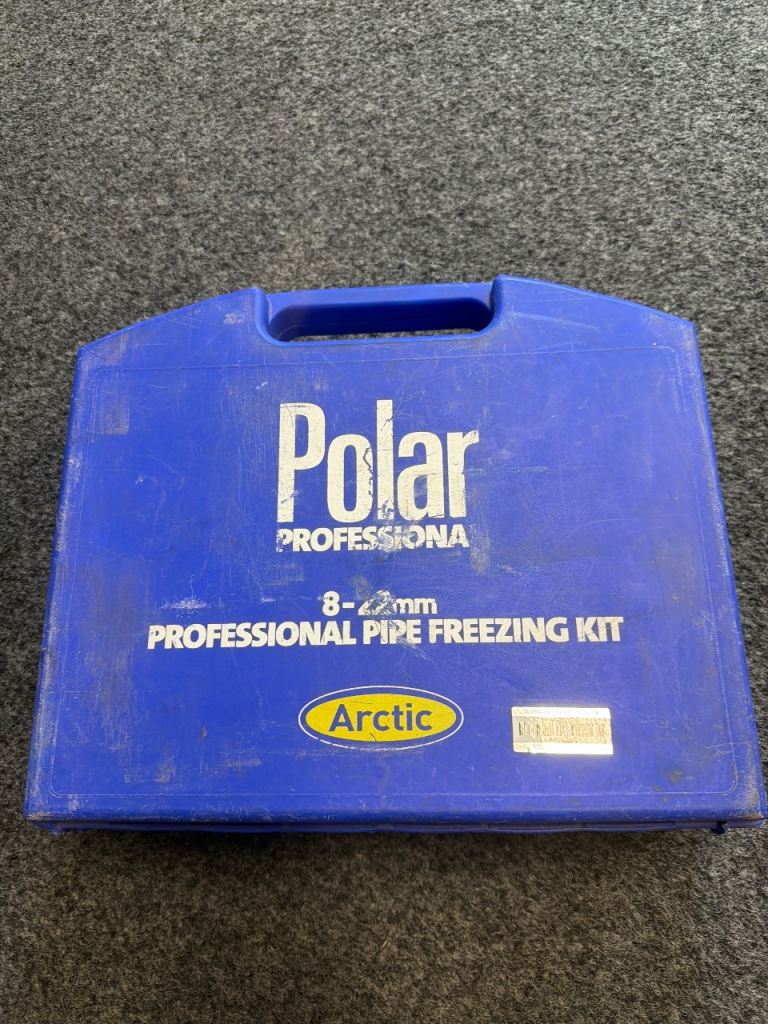 Polar
PROFESSIONA
8-22mm
PROFESSIONAL PIPE FREEZING KIT
Arctic